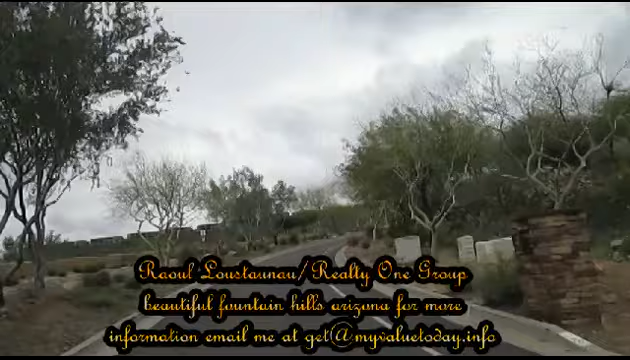 Raoul Loustaunau/Realty One Group
beautiful fountain hills arizona for more
information email me at get@myvaluetoday.info